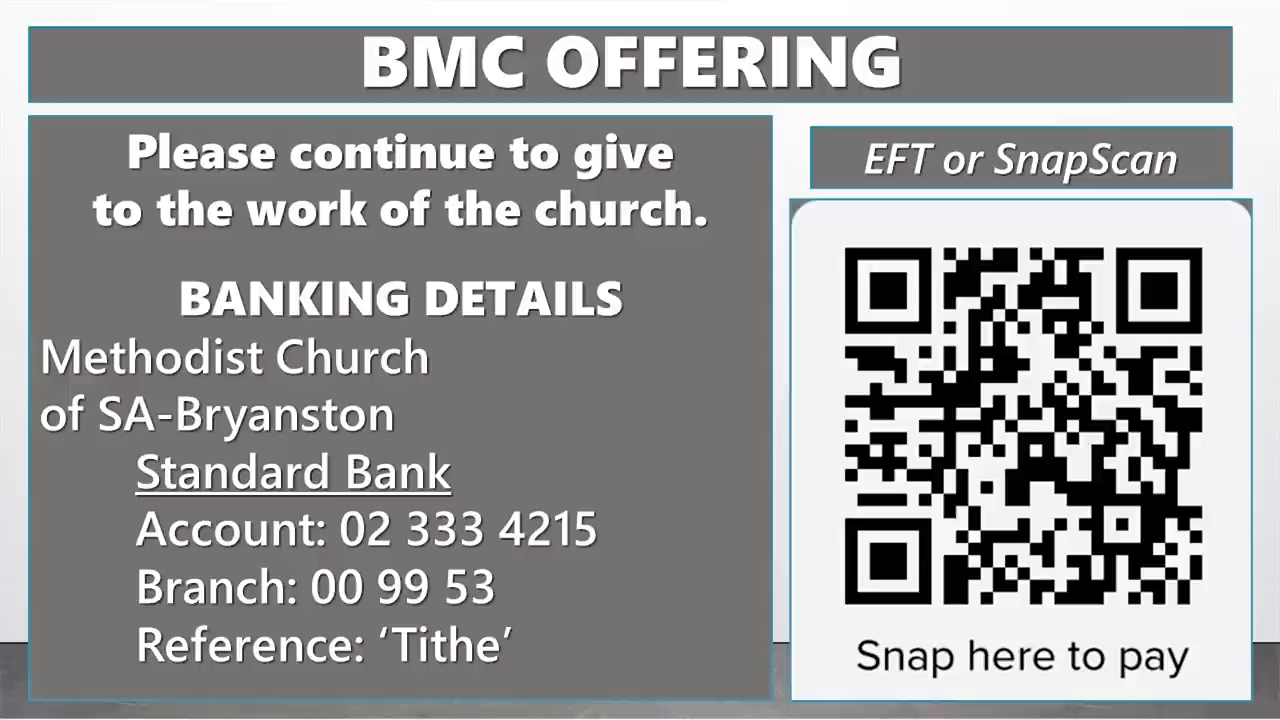 BMC OFFERING
Please continue to give
to the work of the church.
BANKING DETAILS
Methodist Church
of SA-Bryanston
Standard Bank
Account: 02 333 4215
Branch: 00 99 53
Reference: ‘Tithe’
EFT or SnapScan
Snap here to pay